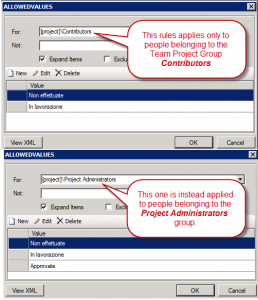 ALLOWEDVALUES
For:
[project]\Contributors
Not:
Expand Items
Exclu
This rules applies only to
people belonging to the
Team Project Group
Contributors
New Edit Delete
Value
Non effettuate
In lavorazione
View XML
OK
Cancel
ALLOWEDVALUES
For:
[project]\Project Administrators
Not:
Expand Items
Exc
This one is instead applied
to people belonging to the
Project Administrators
group.
New Edit Delete
Value
Non effettuate
In lavorazione
Approvate
View XML
OK
Cancel